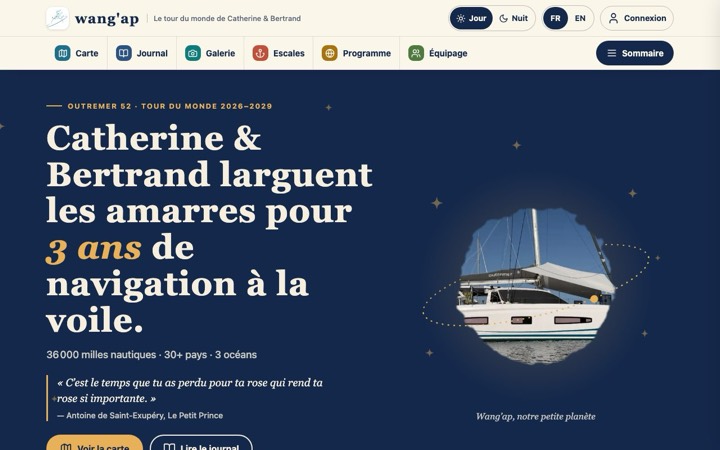 wang'ap
Le tour du monde de Catherine & Bertrand
Jour
Nuit
FR
EN
Connexion
Carte
Journal
Galerie
Escales
Programme
Équipage
Sommaire
OUTREMER 52 · TOUR DU MONDE 2026–2029
Catherine &
Bertrand larguent
les amarres pour
3 ans de
navigation à la
voile.
36 000 milles nautiques · 30+ pays · 3 océans
« C'est le temps que tu as perdu pour ta rose qui rend ta
rose si importante. »
— Antoine de Saint-Exupéry, Le Petit Prince
Wang'ap, notre petite planète
Voir la carte
Lire le journal